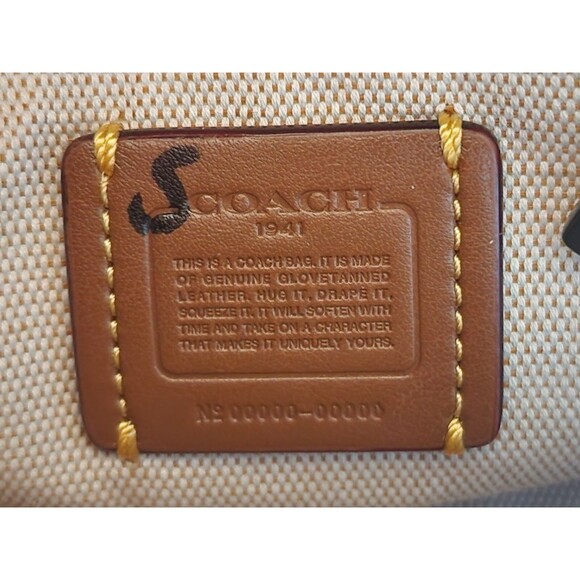 S
COACH
1941
THIS IS A COACH BAG. IT IS MADE
OF GENUINE GLOVETANNED
LEATHER. HUG IT, DRAPE IT,
SQUEEZE IT. IT WILL SOFTEN WITH
TIME AND TAKE ON A CHARACTER
THAT MAKES IT UNIQUELY YOURS.
Nº 00000-00000